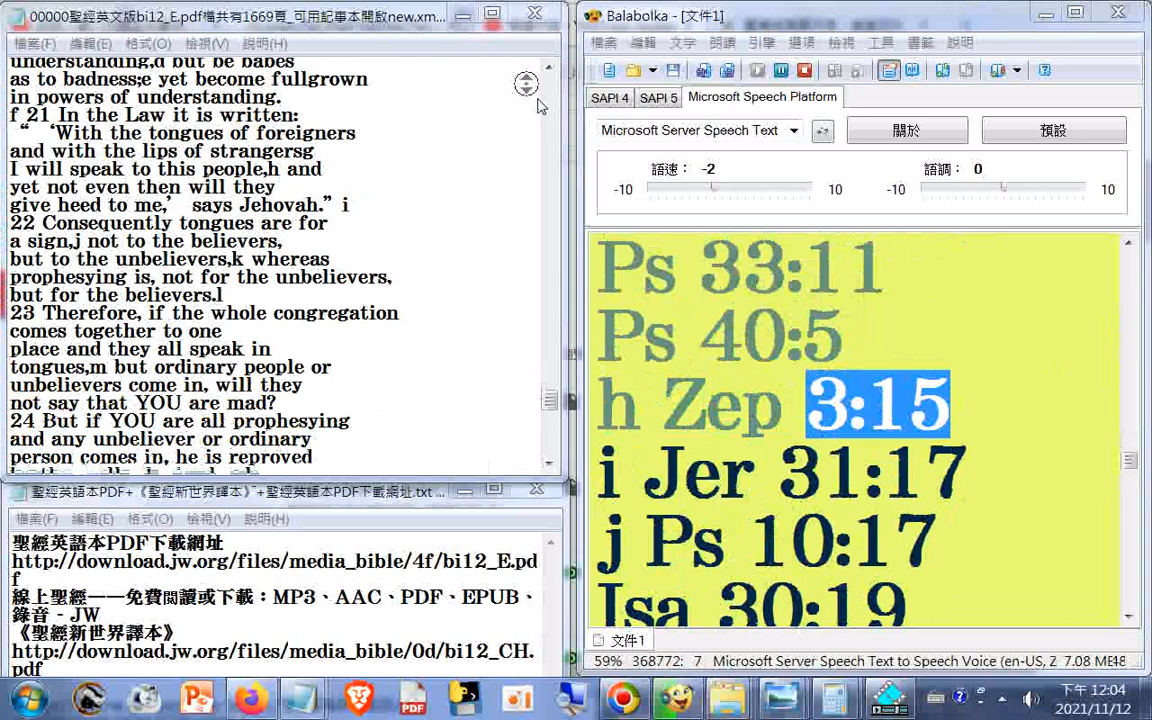 00000聖經英文版bi12_E.pdf檔共有1669頁_可用記事本開啟new.xm...
檔案(F) 編輯(E) 格式(O) 檢視(V) 說明(H)
understanding,d but be babes
as to badness;e yet become fullgrown
in powers of understanding.
f 21 In the Law it is written:
“ ‘With the tongues of foreigners
and with the lips of strangersg
I will speak to this people,h and
yet not even then will they
give heed to me,’ says Jehovah.” i
22 Consequently tongues are for
a sign,j not to the believers,
but to the unbelievers,k whereas
prophesying is, not for the unbelievers,
but for the believers.l
23 Therefore, if the whole congregation
comes together to one
place and they all speak in
tongues,m but ordinary people or
unbelievers come in, will they
not say that YOU are mad?
24 But if YOU are all prophesying
and any unbeliever or ordinary
person comes in, he is reproved
聖經英語本PDF+《聖經新世界譯本》"+聖經英語本PDF下載網址.txt ...
檔案(F) 編輯(E) 格式(O) 檢視(V) 說明(H)
聖經英語本PDF下載網址
http://download.jw.org/files/media_bible/4f/bi12_E.pd
f
線上聖經——免費閱讀或下載：MP3、AAC、PDF、EPUB、
錄音 - JW
《聖經新世界譯本》
http://download.jw.org/files/media_bible/0d/bi12_CH.
pdf
Balabolka - [文件1]
檔案 編輯 文字 朗讀 引擎 選項 檢視 工具 書籤 說明
SAPI 4 SAPI 5 Microsoft Speech Platform
Microsoft Server Speech Text 關於 預設
語速： -2 語調： 0
-10 10 -10 10
Ps 33:11
Ps 40:5
h Zep 3:15
i Jer 31:17
j Ps 10:17
Isa 30:19
文件1
59% 368772: 7 Microsoft Server Speech Text to Speech Voice (en-US, Z 7.08 ME48
下午 12:04
2021/11/12